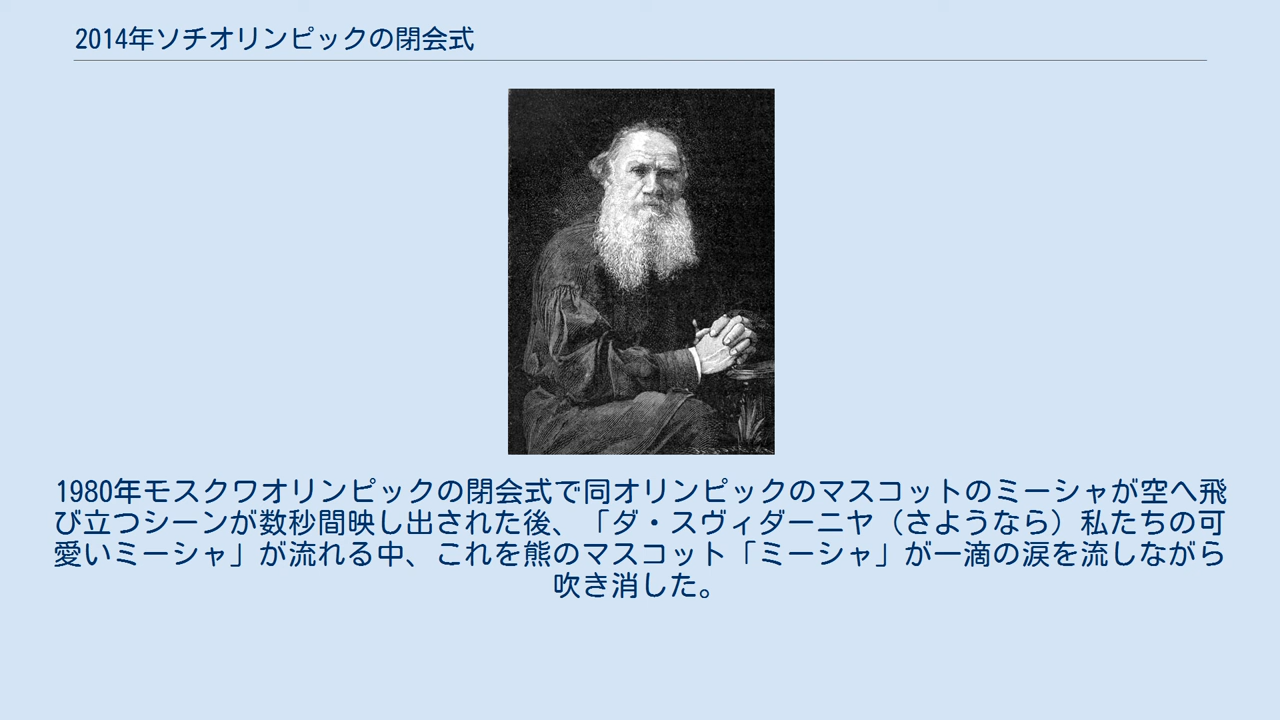 2014年ソチオリンピックの閉会式
1980年モスクワオリンピックの閉会式で同オリンピックのマスコットのミーシャが空へ飛
び立つシーンが数秒間映し出された後、「ダ・スヴィダーニヤ（さようなら）私たちの可
愛いミーシャ」が流れる中、これを熊のマスコット「ミーシャ」が一滴の涙を流しながら
吹き消した。